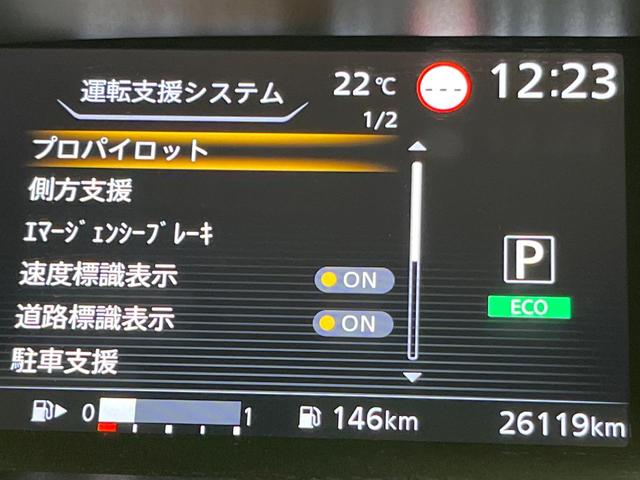 運転支援システム 22℃ --- 12:23
1/2
プロパイロット
側方支援
ｴﾏｰｼﾞｪﾝｼｰﾌﾞﾚｰｷ
P
速度標識表示 ON
ECO
道路標識表示 ON
駐車支援
0 1 146km 26119km